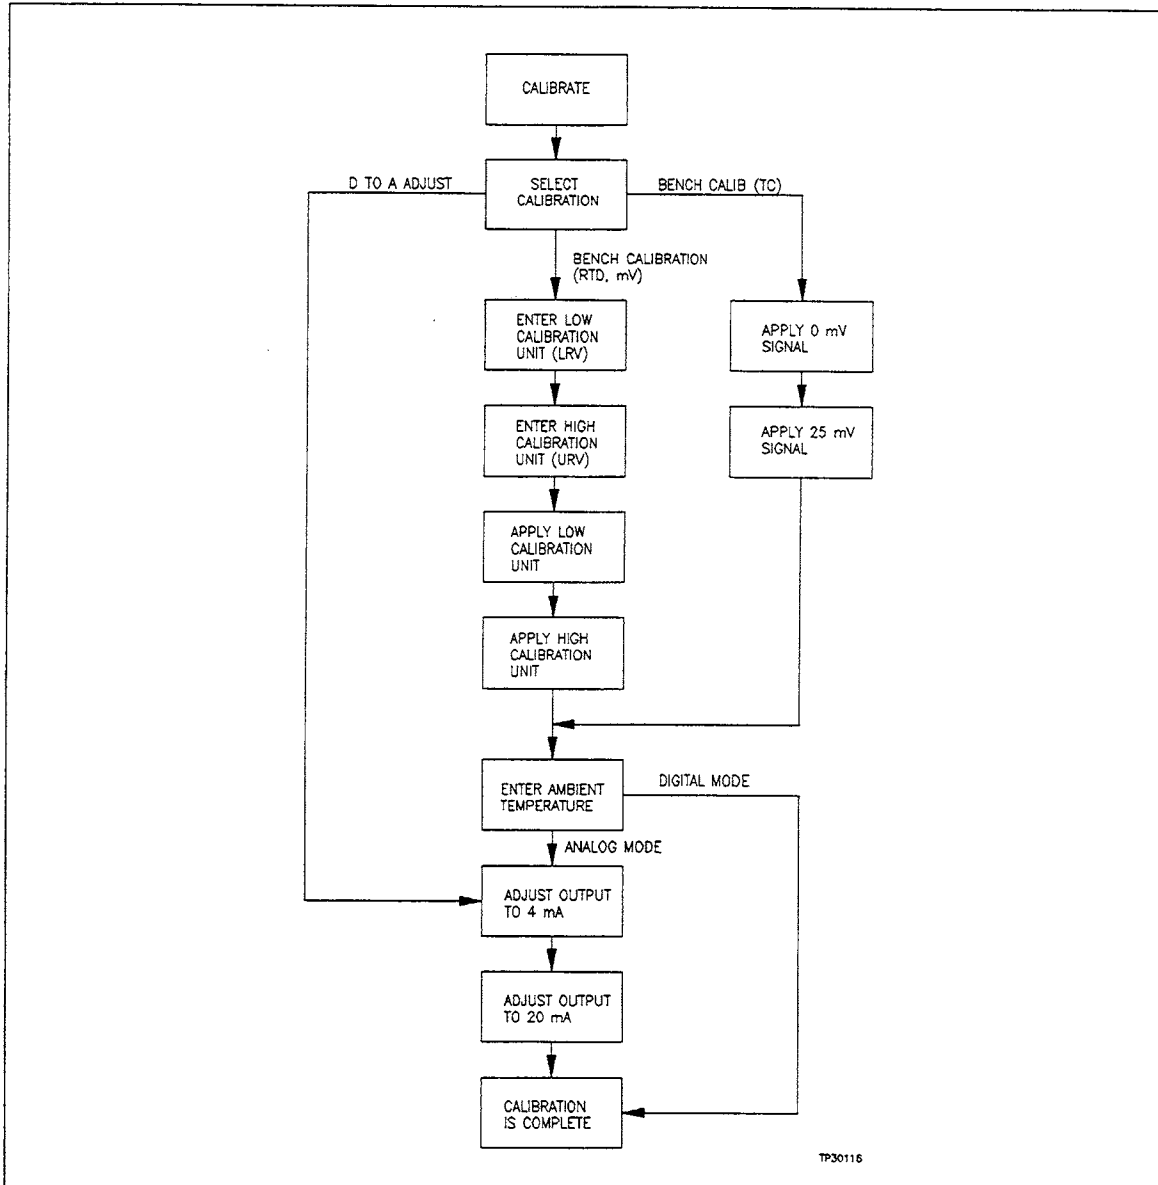 CALIBRATE
D TO A ADJUST
SELECT
CALIBRATION
BENCH CALIB (TC)
BENCH CALIBRATION
(RTD, mV)
ENTER LOW
CALIBRATION
UNIT (LRV)
APPLY 0 mV
SIGNAL
ENTER HIGH
CALIBRATION
UNIT (URV)
APPLY 25 mV
SIGNAL
APPLY LOW
CALIBRATION
UNIT
APPLY HIGH
CALIBRATION
UNIT
ENTER AMBIENT
TEMPERATURE
DIGITAL MODE
ANALOG MODE
ADJUST OUTPUT
TO 4 mA
ADJUST OUTPUT
TO 20 mA
CALIBRATION
IS COMPLETE
TP30116